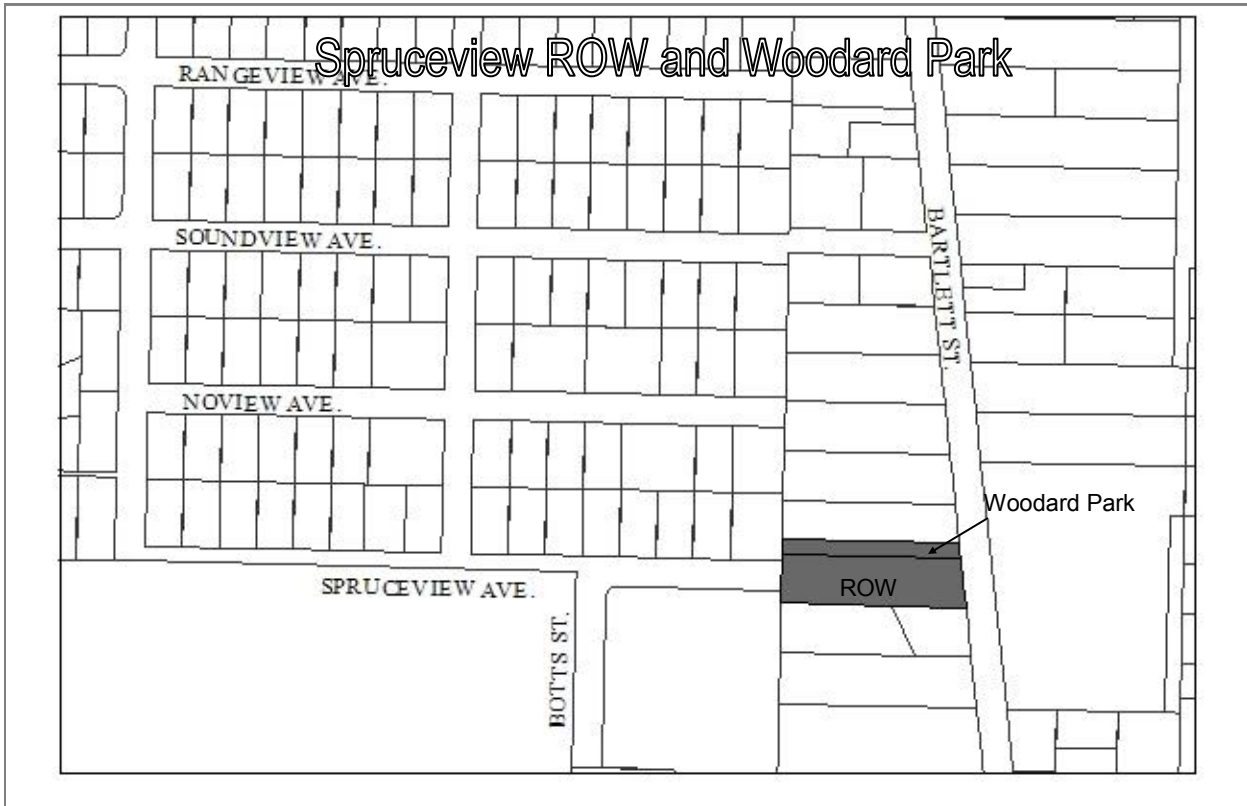 Spruceview ROW and Woodard Park
RANGEVIEW AVE.
SOUNDVIEW AVE.
BARTLETT ST.
NOVIEW AVE.
Woodard Park
ROW
SPRUCEVIEW AVE.
BOTTS ST.